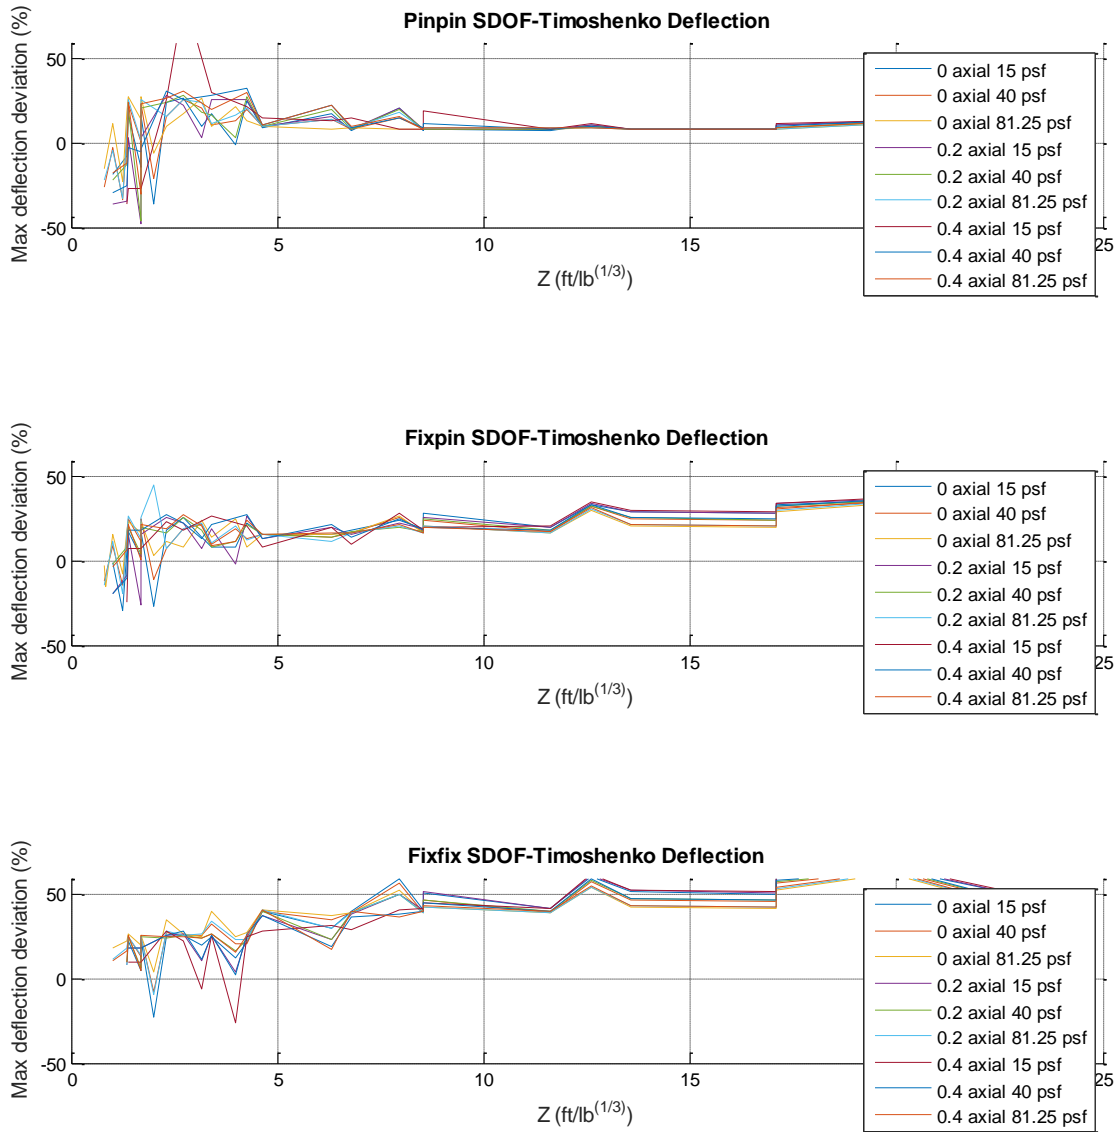 Pinpin SDOF-Timoshenko Deflection
Max deflection deviation (%)
50
0
-50
0
5
10
15
25
Z (ft/lb^(1/3))
0 axial 15 psf
0 axial 40 psf
0 axial 81.25 psf
0.2 axial 15 psf
0.2 axial 40 psf
0.2 axial 81.25 psf
0.4 axial 15 psf
0.4 axial 40 psf
0.4 axial 81.25 psf
Fixpin SDOF-Timoshenko Deflection
Max deflection deviation (%)
50
0
-50
0
5
10
15
25
Z (ft/lb^(1/3))
0 axial 15 psf
0 axial 40 psf
0 axial 81.25 psf
0.2 axial 15 psf
0.2 axial 40 psf
0.2 axial 81.25 psf
0.4 axial 15 psf
0.4 axial 40 psf
0.4 axial 81.25 psf
Fixfix SDOF-Timoshenko Deflection
Max deflection deviation (%)
50
0
-50
0
5
10
15
25
Z (ft/lb^(1/3))
0 axial 15 psf
0 axial 40 psf
0 axial 81.25 psf
0.2 axial 15 psf
0.2 axial 40 psf
0.2 axial 81.25 psf
0.4 axial 15 psf
0.4 axial 40 psf
0.4 axial 81.25 psf